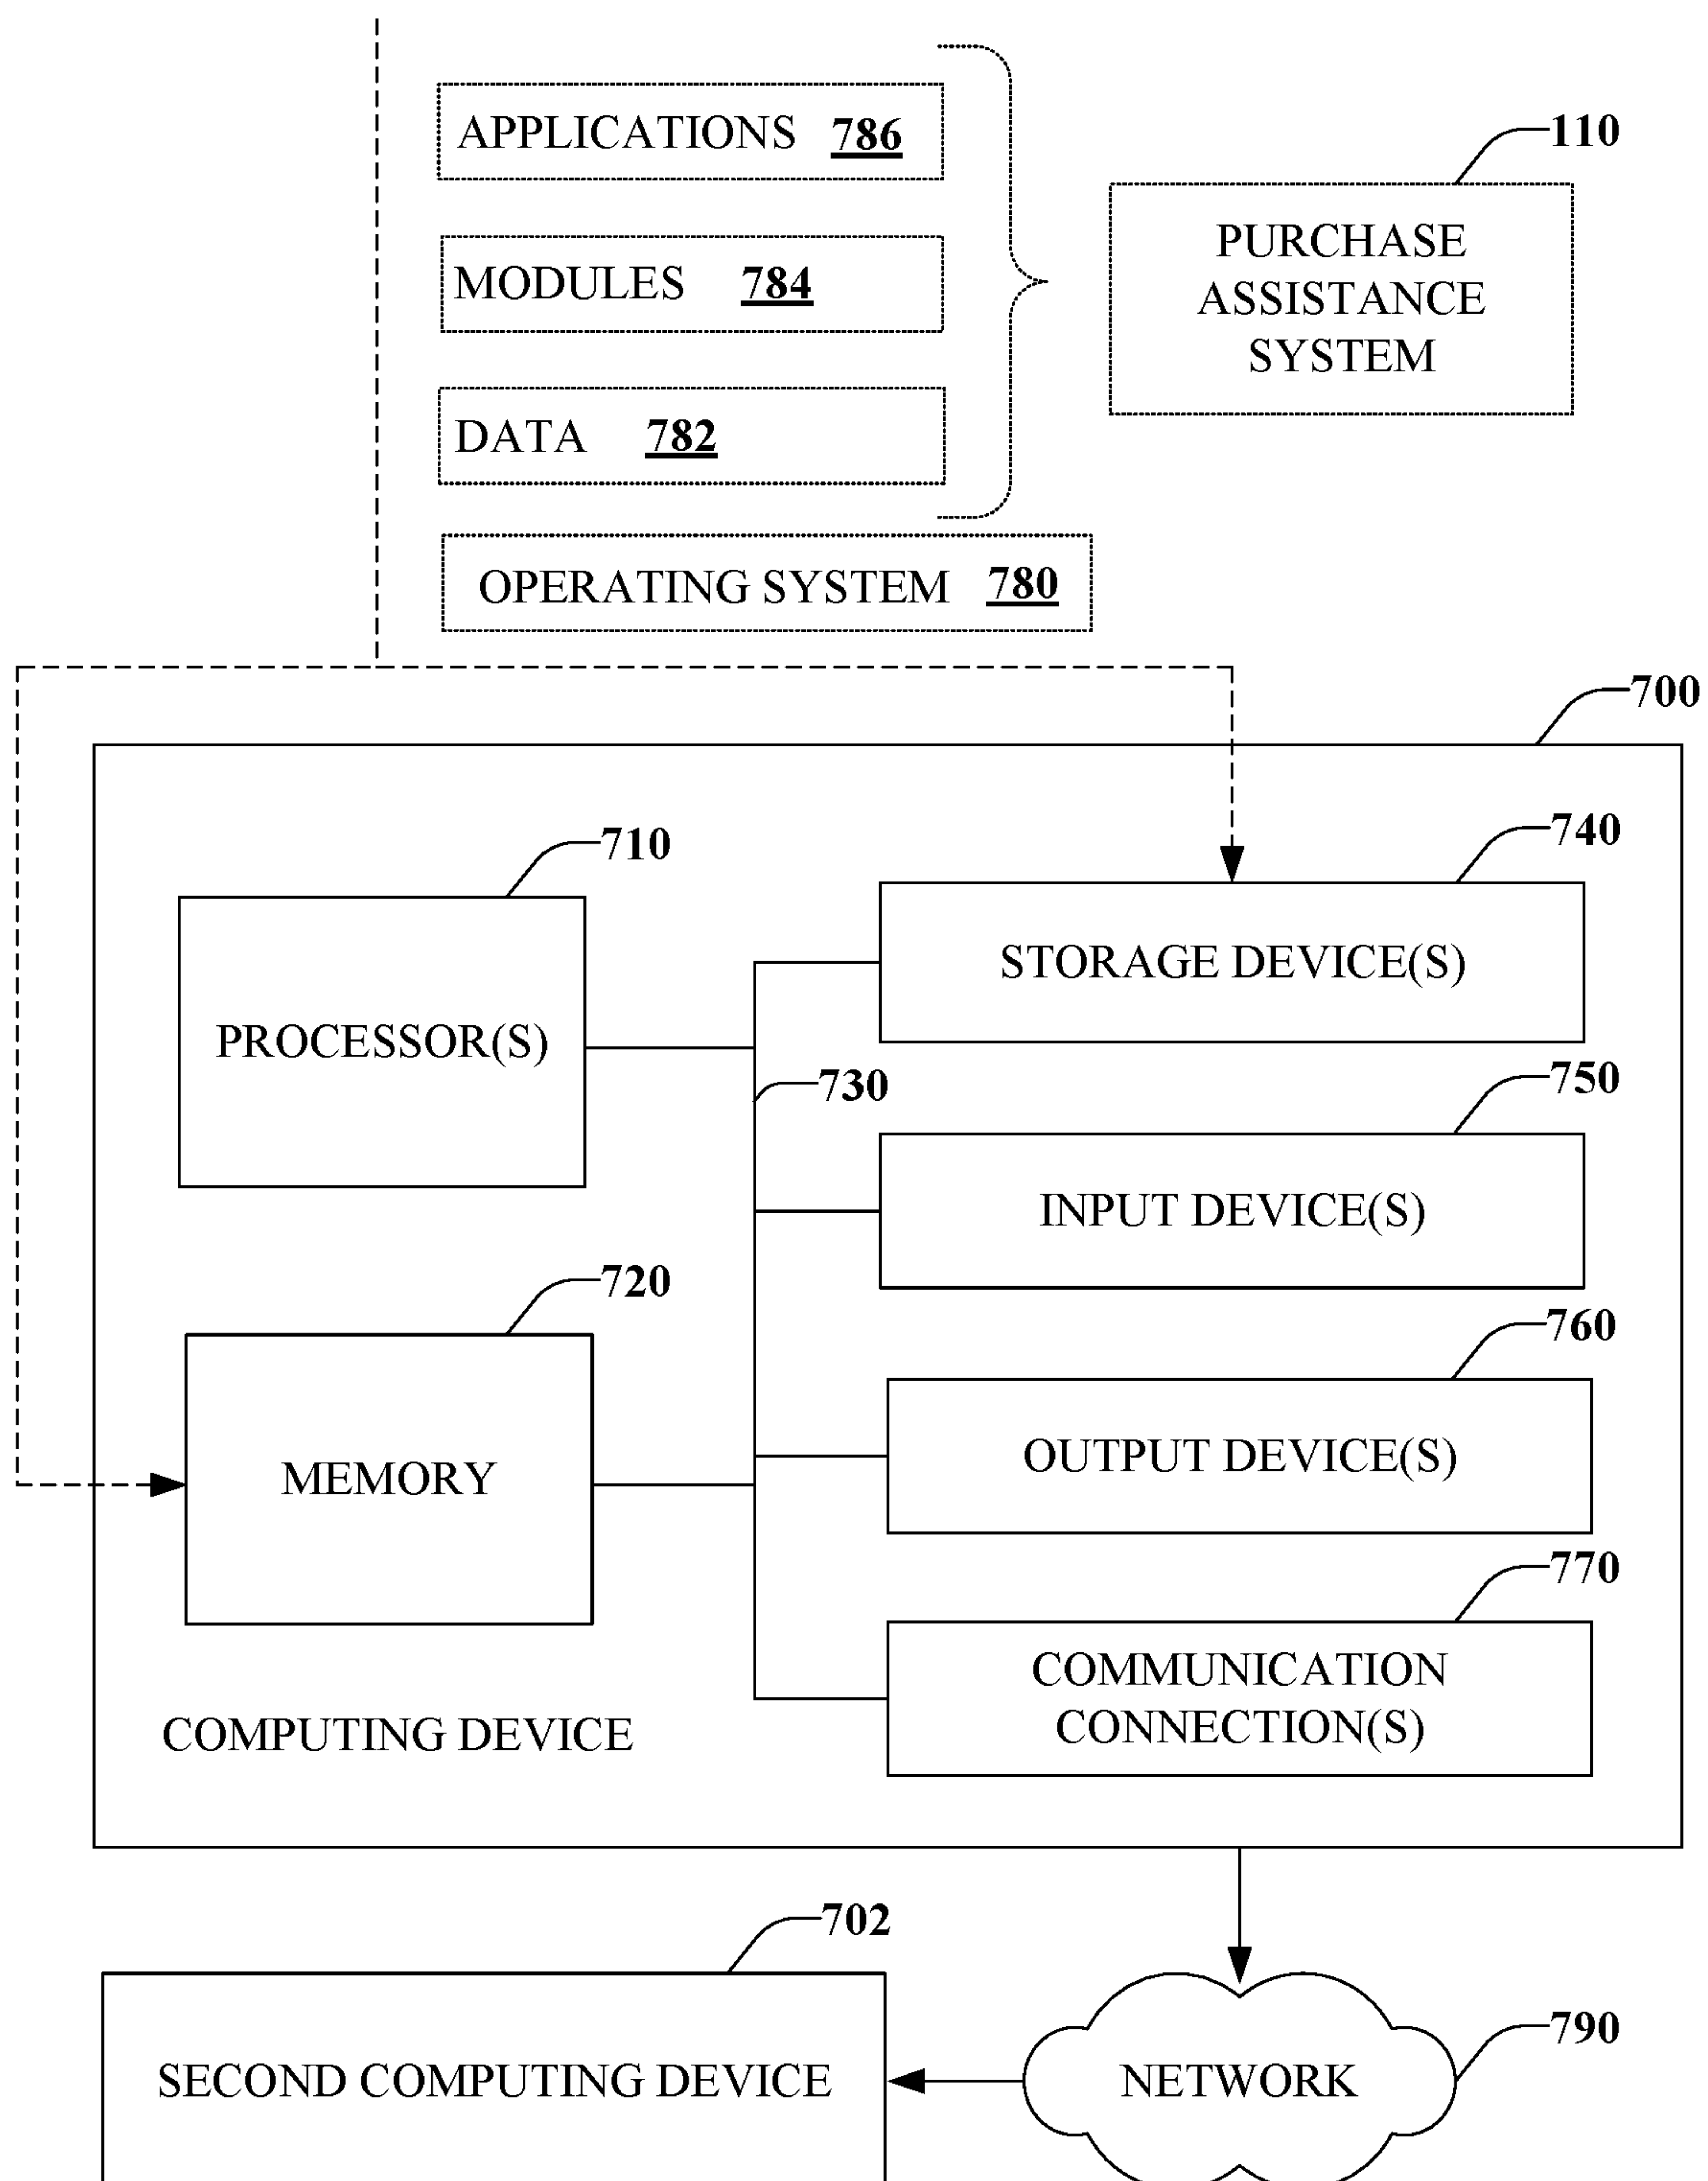 APPLICATIONS 786
110
PURCHASE
ASSISTANCE
SYSTEM
MODULES 784
DATA 782
OPERATING SYSTEM 780
700
710
PROCESSOR(S)
740
STORAGE DEVICE(S)
730
750
INPUT DEVICE(S)
720
MEMORY
760
OUTPUT DEVICE(S)
770
COMMUNICATION
CONNECTION(S)
COMPUTING DEVICE
702
SECOND COMPUTING DEVICE
790
NETWORK